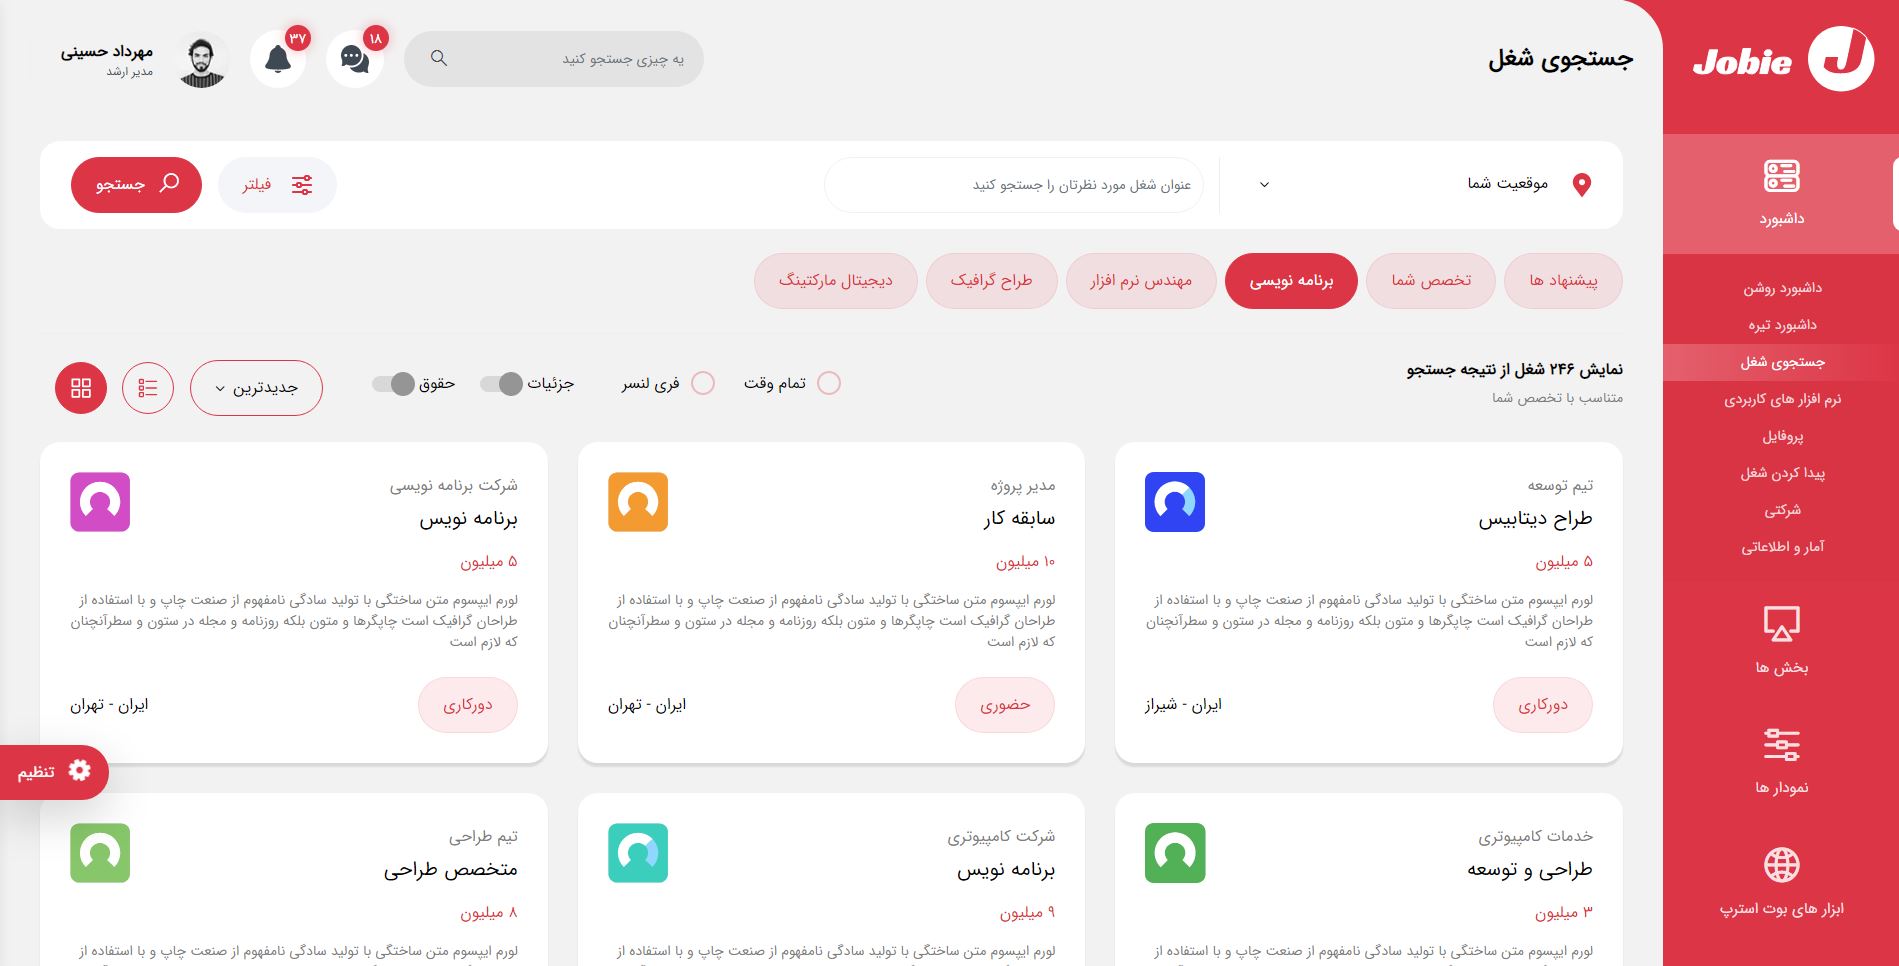 Jobie
داشبورد
داشبورد روشن
داشبورد تیره
جستجوی شغل
نرم افزار های کاربردی
پروفایل
پیدا کردن شغل
شرکتی
آمار و اطلاعاتی
بخش ها
نمودار ها
ابزار های بوت استرپ
جستجوی شغل
یه چیزی جستجو کنید
۱۸
۳۷
مهرداد حسینی
مدیر ارشد
موقعیت شما
عنوان شغل مورد نظرتان را جستجو کنید
فیلتر
جستجو
پیشنهاد ها
تخصص شما
برنامه نویسی
مهندس نرم افزار
طراح گرافیک
دیجیتال مارکتینگ
نمایش ۲۴۶ شغل از نتیجه جستجو
متناسب با تخصص شما
تمام وقت
فری لنسر
جزئیات
حقوق
جدیدترین
تیم توسعه
طراح دیتابیس
۵ میلیون
لورم ایپسوم متن ساختگی با تولید سادگی نامفهوم از صنعت چاپ و با استفاده از
طراحان گرافیک است چاپگرها و متون بلکه روزنامه و مجله در ستون و سطرآنچنان
که لازم است
دورکاری
ایران - شیراز
مدیر پروژه
سابقه کار
۱۰ میلیون
لورم ایپسوم متن ساختگی با تولید سادگی نامفهوم از صنعت چاپ و با استفاده از
طراحان گرافیک است چاپگرها و متون بلکه روزنامه و مجله در ستون و سطرآنچنان
که لازم است
حضوری
ایران - تهران
شرکت برنامه نویسی
برنامه نویس
۵ میلیون
لورم ایپسوم متن ساختگی با تولید سادگی نامفهوم از صنعت چاپ و با استفاده از
طراحان گرافیک است چاپگرها و متون بلکه روزنامه و مجله در ستون و سطرآنچنان
که لازم است
دورکاری
ایران - تهران
تنظیم
خدمات کامپیوتری
طراحی و توسعه
۳ میلیون
لورم ایپسوم متن ساختگی با تولید سادگی نامفهوم از صنعت چاپ و با استفاده از
شرکت کامپیوتری
برنامه نویس
۹ میلیون
لورم ایپسوم متن ساختگی با تولید سادگی نامفهوم از صنعت چاپ و با استفاده از
تیم طراحی
متخصص طراحی
۸ میلیون
لورم ایپسوم متن ساختگی با تولید سادگی نامفهوم از صنعت چاپ و با استفاده از